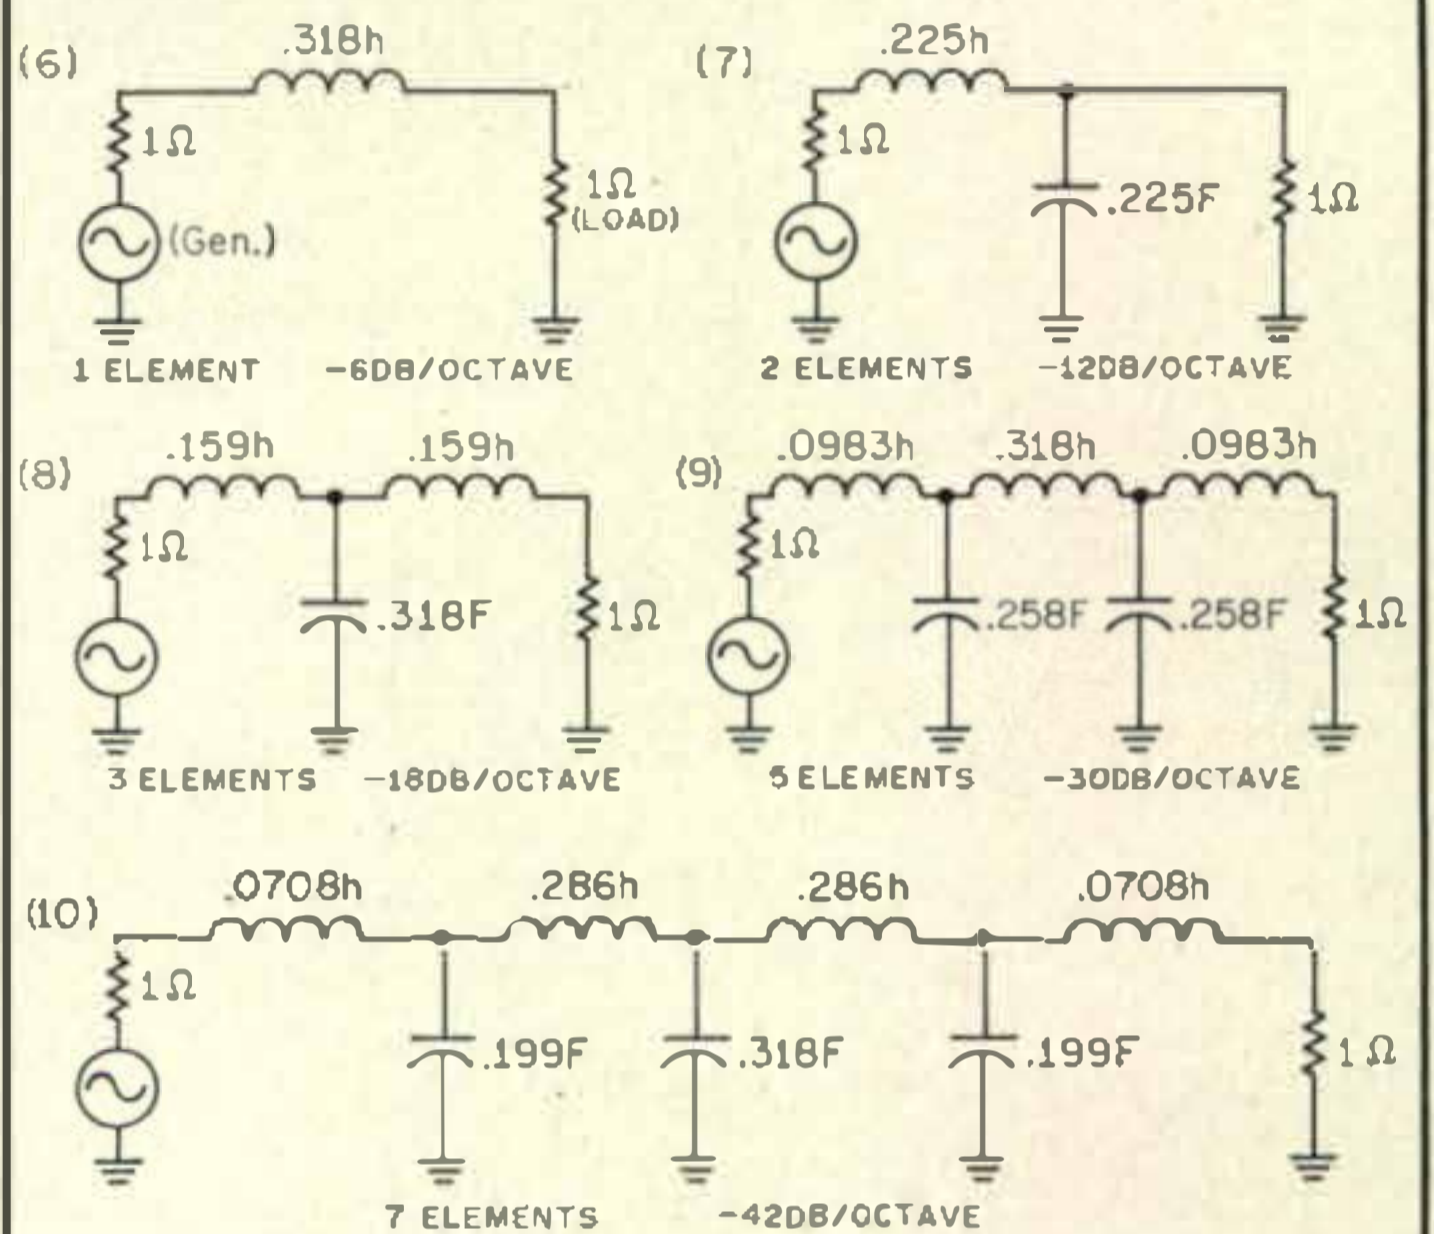 (6) .318h
1Ω
(Gen.)
1Ω
(LOAD)
1 ELEMENT -6DB/OCTAVE
(7) .225h
1Ω
.225F
1Ω
2 ELEMENTS -12DB/OCTAVE
(8) .159h .159h
1Ω
.318F
1Ω
3 ELEMENTS -18DB/OCTAVE
(9) .0983h .318h .0983h
1Ω
.258F .258F
1Ω
5 ELEMENTS -30DB/OCTAVE
(10) .0708h .286h .286h .0708h
1Ω
.199F .318F .199F
1Ω
7 ELEMENTS -42DB/OCTAVE